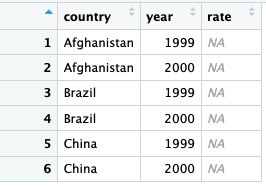 country year rate
1 Afghanistan 1999 NA
2 Afghanistan 2000 NA
3 Brazil 1999 NA
4 Brazil 2000 NA
5 China 1999 NA
6 China 2000 NA